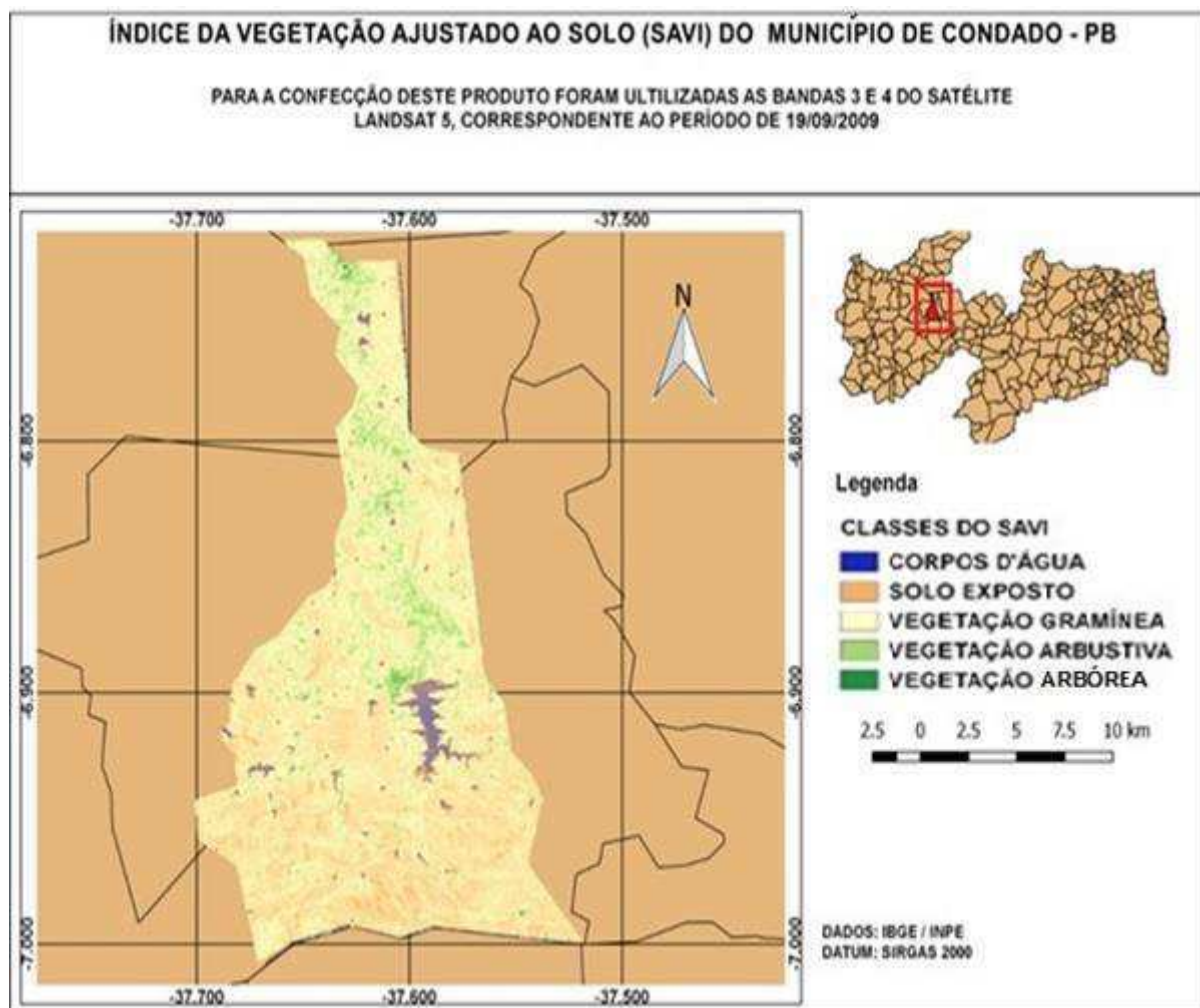 ÍNDICE DA VEGETAÇÃO AJUSTADO AO SOLO (SAVI) DO MUNICÍPIO DE CONDADO - PB
PARA A CONFECÇÃO DESTE PRODUTO FORAM ULTILIZADAS AS BANDAS 3 E 4 DO SATÉLITE
LANDSAT 5, CORRESPONDENTE AO PERÍODO DE 19/09/2009
-37.700 -37.600 -37.500
N
-6.800 -6.800
-6.900 -6.900
-7.000 -7.000
-37.700 -37.600 -37.500
Legenda
CLASSES DO SAVI
CORPOS D'ÁGUA
SOLO EXPOSTO
VEGETAÇÃO GRAMÍNEA
VEGETAÇÃO ARBUSTIVA
VEGETAÇÃO ARBÓREA
2.5 0 2.5 5 7.5 10 km
DADOS: IBGE / INPE
DATUM: SIRGAS 2000